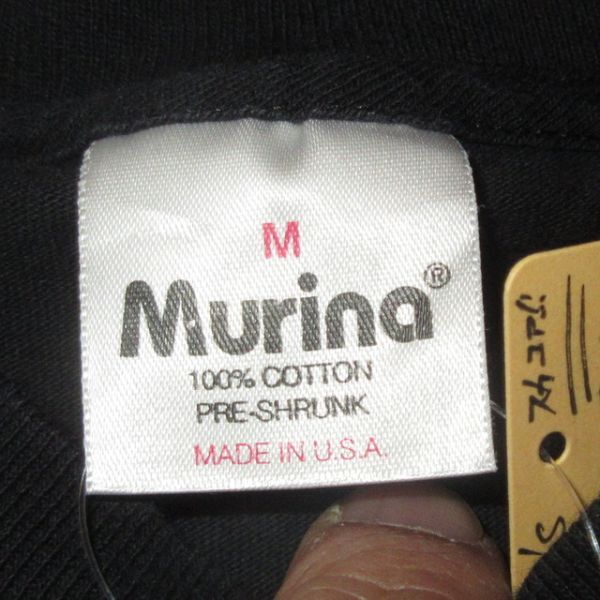 M
Murina®
100% COTTON
PRE-SHRUNK
MADE IN U.S.A.